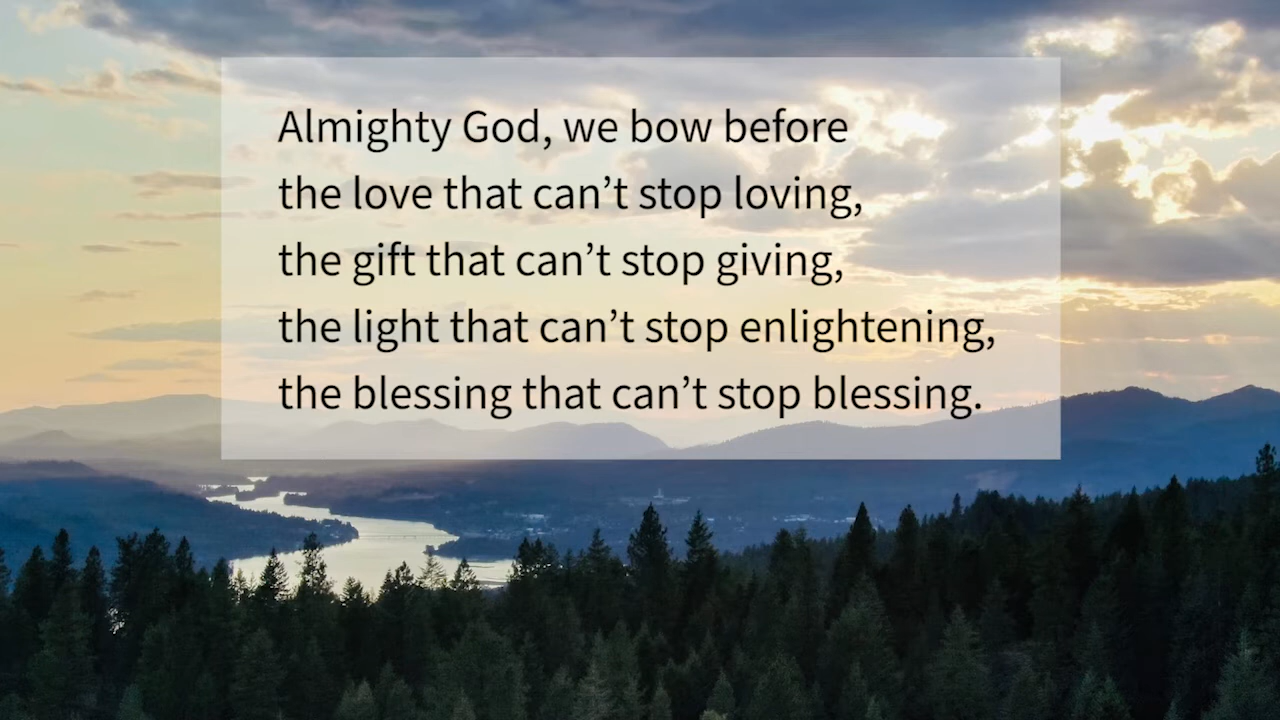 Almighty God, we bow before
the love that can’t stop loving,
the gift that can’t stop giving,
the light that can’t stop enlightening,
the blessing that can’t stop blessing.